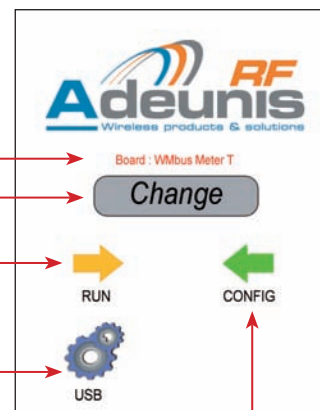 RF
Adeunis
Wireless products & solutions
Board : WMbus Meter T
Change
RUN CONFIG
USB